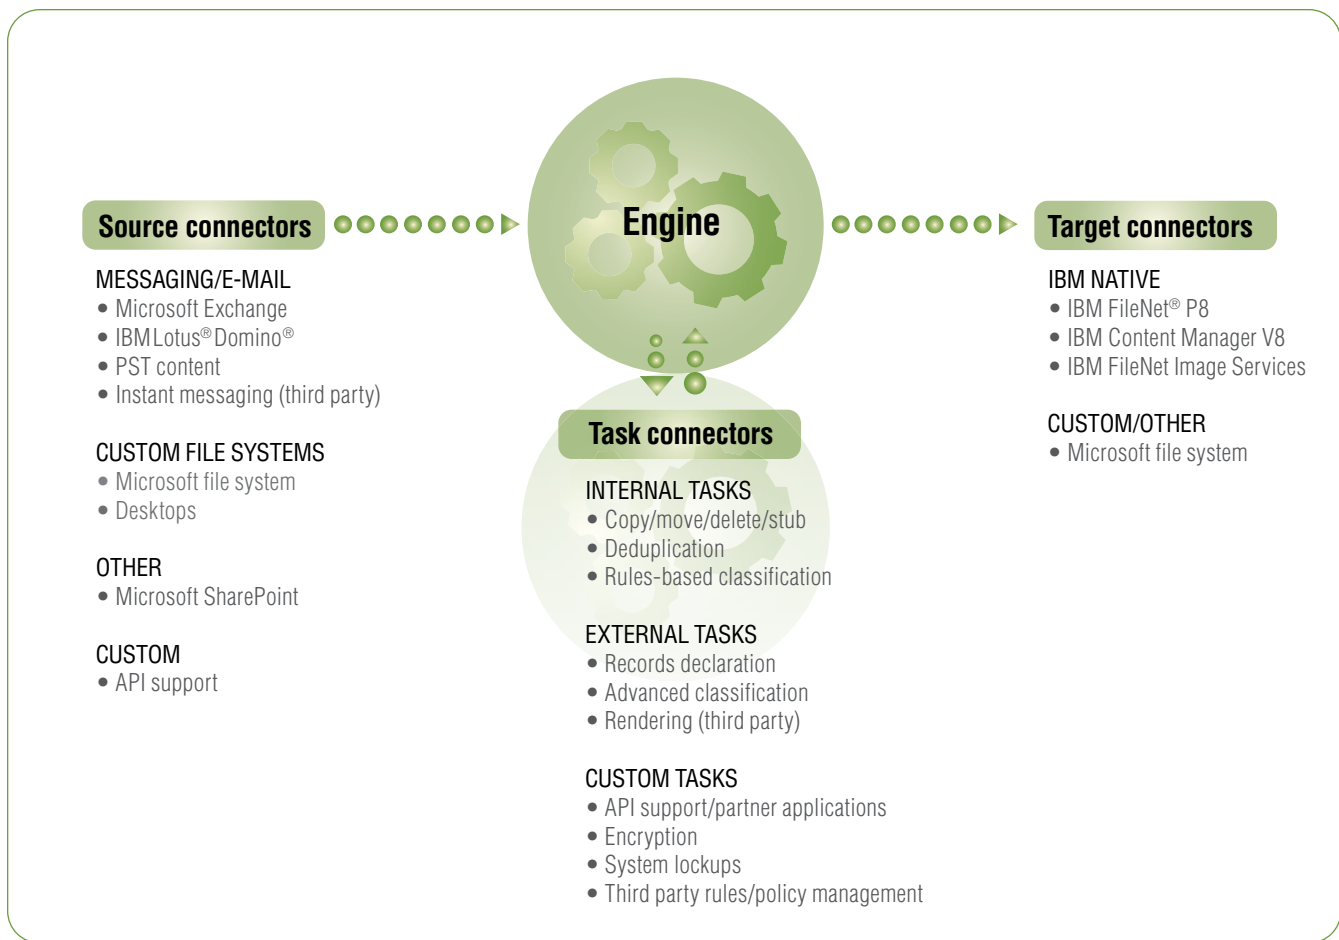 Engine
Source connectors
MESSAGING/E-MAIL
• Microsoft Exchange
• IBM Lotus® Domino®
• PST content
• Instant messaging (third party)
CUSTOM FILE SYSTEMS
• Microsoft file system
• Desktops
OTHER
• Microsoft SharePoint
CUSTOM
• API support
Task connectors
INTERNAL TASKS
• Copy/move/delete/stub
• Deduplication
• Rules-based classification
EXTERNAL TASKS
• Records declaration
• Advanced classification
• Rendering (third party)
CUSTOM TASKS
• API support/partner applications
• Encryption
• System lockups
• Third party rules/policy management
Target connectors
IBM NATIVE
• IBM FileNet® P8
• IBM Content Manager V8
• IBM FileNet Image Services
CUSTOM/OTHER
• Microsoft file system